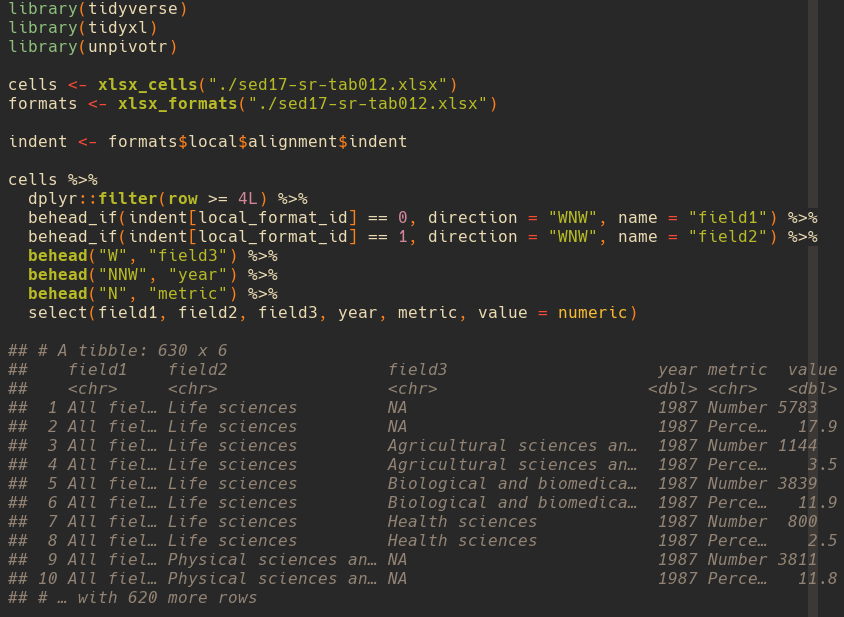 library(tidyverse)
library(tidyxl)
library(unpivotr)
cells <- xlsx_cells("./sed17-sr-tab012.xlsx")
formats <- xlsx_formats("./sed17-sr-tab012.xlsx")
indent <- formats$local$alignment$indent
cells %>%
  dplyr::filter(row >= 4L) %>%
  behead_if(indent[local_format_id] == 0, direction = "WNW", name = "field1") %>%
  behead_if(indent[local_format_id] == 1, direction = "WNW", name = "field2") %>%
  behead("W", "field3") %>%
  behead("NNW", "year") %>%
  behead("N", "metric") %>%
  select(field1, field2, field3, year, metric, value = numeric)
## # A tibble: 630 x 6
##    field1    field2                field3                     year metric  value
##    <chr>     <chr>                 <chr>                     <dbl> <chr>   <dbl>
##  1 All fiel… Life sciences         NA                         1987 Number 5783
##  2 All fiel… Life sciences         NA                         1987 Perce…   17.9
##  3 All fiel… Life sciences         Agricultural sciences an…  1987 Number 1144
##  4 All fiel… Life sciences         Agricultural sciences an…  1987 Perce…    3.5
##  5 All fiel… Life sciences         Biological and biomedica…  1987 Number 3839
##  6 All fiel… Life sciences         Biological and biomedica…  1987 Perce…   11.9
##  7 All fiel… Life sciences         Health sciences            1987 Number  800
##  8 All fiel… Life sciences         Health sciences            1987 Perce…    2.5
##  9 All fiel… Physical sciences an… NA                         1987 Number 3811
## 10 All fiel… Physical sciences an… NA                         1987 Perce…   11.8
## # … with 620 more rows